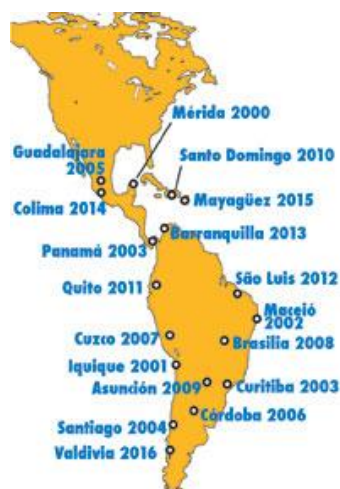 Mérida 2000
Guadalajara
2005
Santo Domingo 2010
Colima 2014
Mayagüez 2015
Barranquilla 2013
Panamá 2003
Quito 2011
São Luis 2012
Maceió
2002
Cuzco 2007
Brasilia 2008
Iquique 2001
Asunción 2009
Curitiba 2003
Córdoba 2006
Santiago 2004
Valdivia 2016